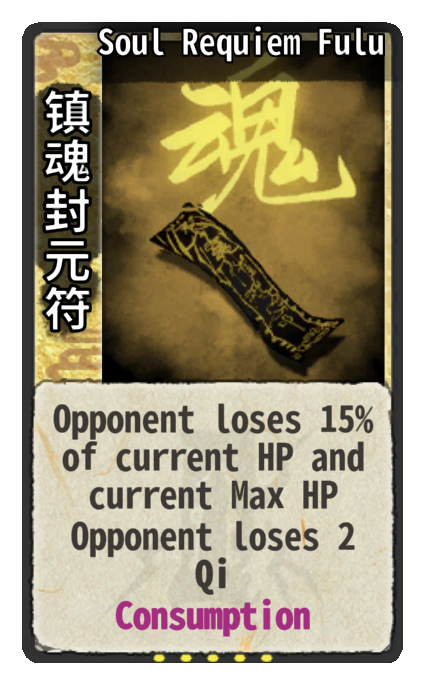 Soul Requiem Fulu
镇魂封元符
魂
Opponent loses 15%
of current HP and
current Max HP
Opponent loses 2
Qi
Consumption